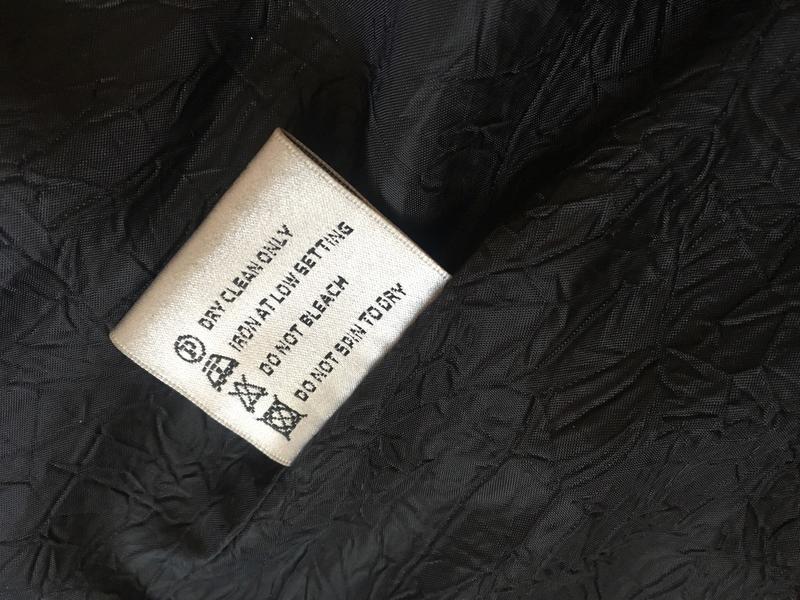 Ⓟ DRY CLEAN ONLY
IRON AT LOW SETTING
DO NOT BLEACH
DO NOT SPIN TO DRY